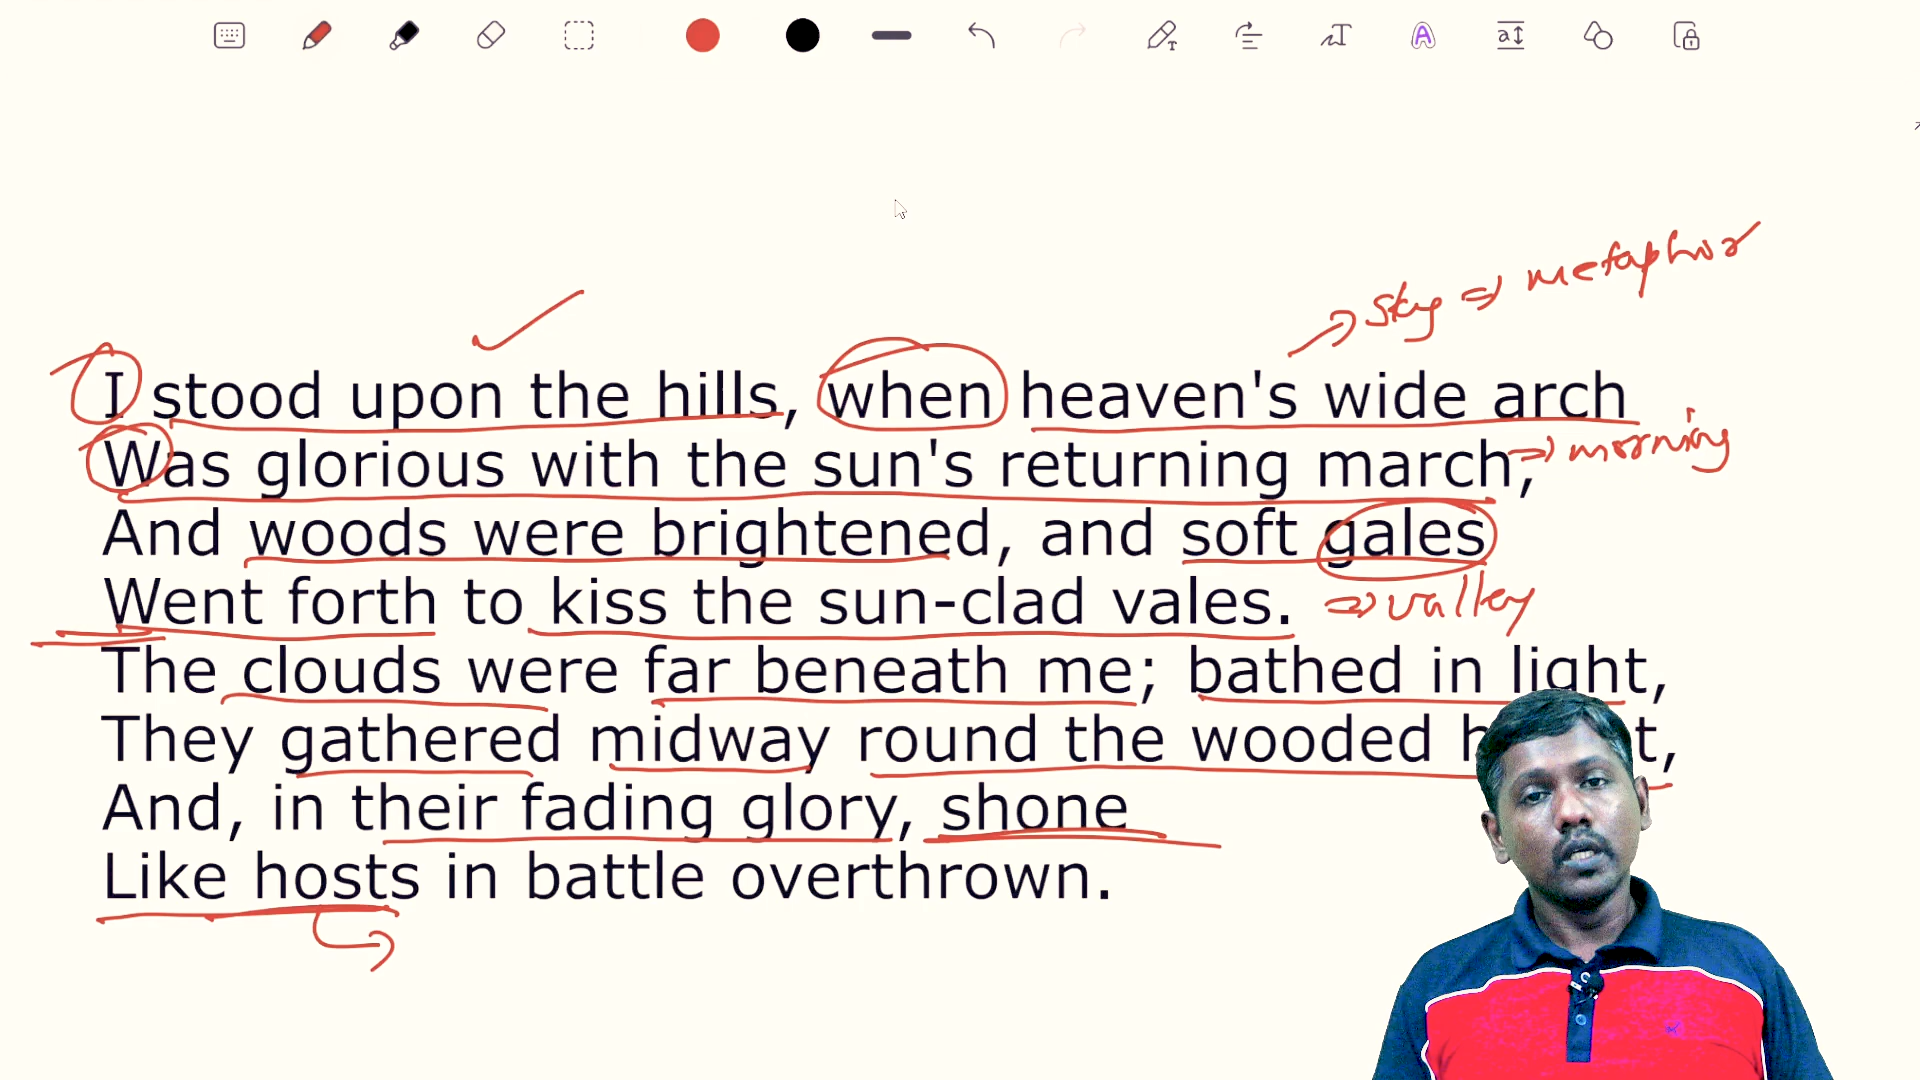 sky ⇒ metaphor
I stood upon the hills, when heaven's wide arch
Was glorious with the sun's returning march, ⇒ morning
And woods were brightened, and soft gales
Went forth to kiss the sun-clad vales. ⇒ valley
The clouds were far beneath me; bathed in light,
They gathered midway round the wooded
And, in their fading glory, shone
Like hosts in battle overthrown.